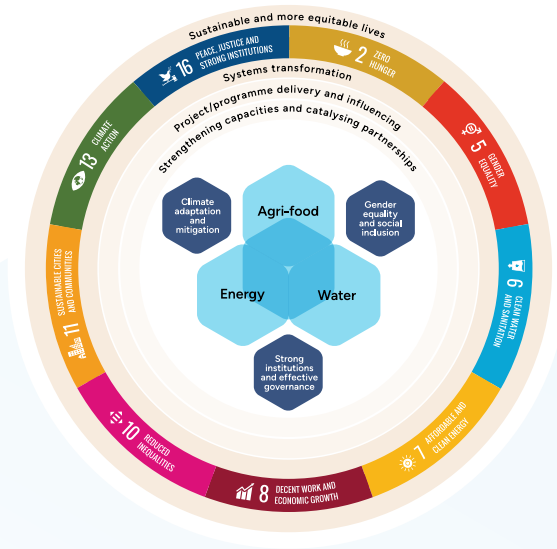 Sustainable and more equitable lives
16 PEACE, JUSTICE AND
STRONG INSTITUTIONS
2 ZERO
HUNGER
5 GENDER
EQUALITY
6 CLEAN WATER
AND SANITATION
7 AFFORDABLE AND
CLEAN ENERGY
8 DECENT WORK AND
ECONOMIC GROWTH
10 REDUCED
INEQUALITIES
11 SUSTAINABLE CITIES
AND COMMUNITIES
13 CLIMATE
ACTION
Systems transformation
Project/programme delivery and influencing
Strengthening capacities and catalysing partnerships
Climate
adaptation
and
mitigation
Agri-food
Gender
equality
and social
inclusion
Energy
Water
Strong
institutions
and effective
governance